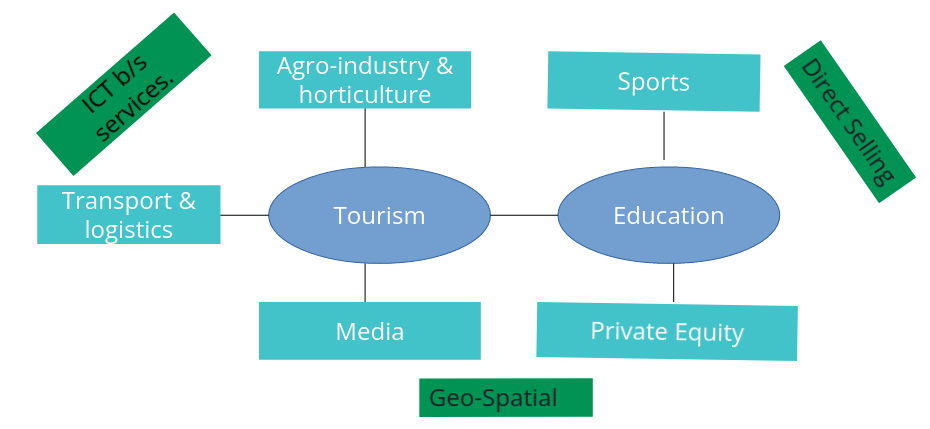 ICT b/s
services.
Agro-industry &
horticulture
Sports
Direct Selling
Transport &
logistics
Tourism
Education
Media
Private Equity
Geo-Spatial